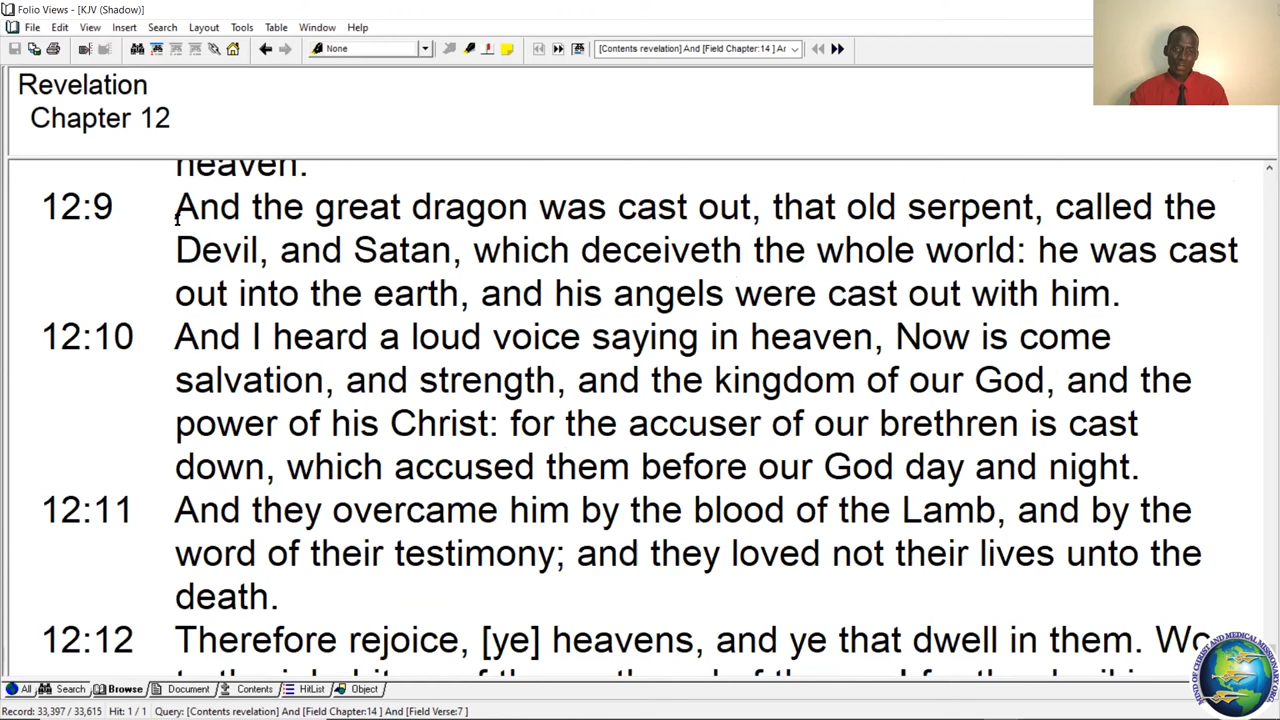 Folio Views - [KJV (Shadow)]
File Edit View Insert Search Layout Tools Table Window Help
None
[Contents revelation] And [Field Chapter:14 ] Ar
Revelation
Chapter 12
heaven.
12:9 And the great dragon was cast out, that old serpent, called the
Devil, and Satan, which deceiveth the whole world: he was cast
out into the earth, and his angels were cast out with him.
12:10 And I heard a loud voice saying in heaven, Now is come
salvation, and strength, and the kingdom of our God, and the
power of his Christ: for the accuser of our brethren is cast
down, which accused them before our God day and night.
12:11 And they overcame him by the blood of the Lamb, and by the
word of their testimony; and they loved not their lives unto the
death.
12:12 Therefore rejoice, [ye] heavens, and ye that dwell in them. Wo
All Search Browse Document Contents HitList Object
Record: 33,397 / 33,615 Hit: 1 / 1 Query: [Contents revelation] And [Field Chapter:14 ] And [Field Verse:7 ]
MIND OF CHRIST AND MEDICAL MISSIONARY.ORG